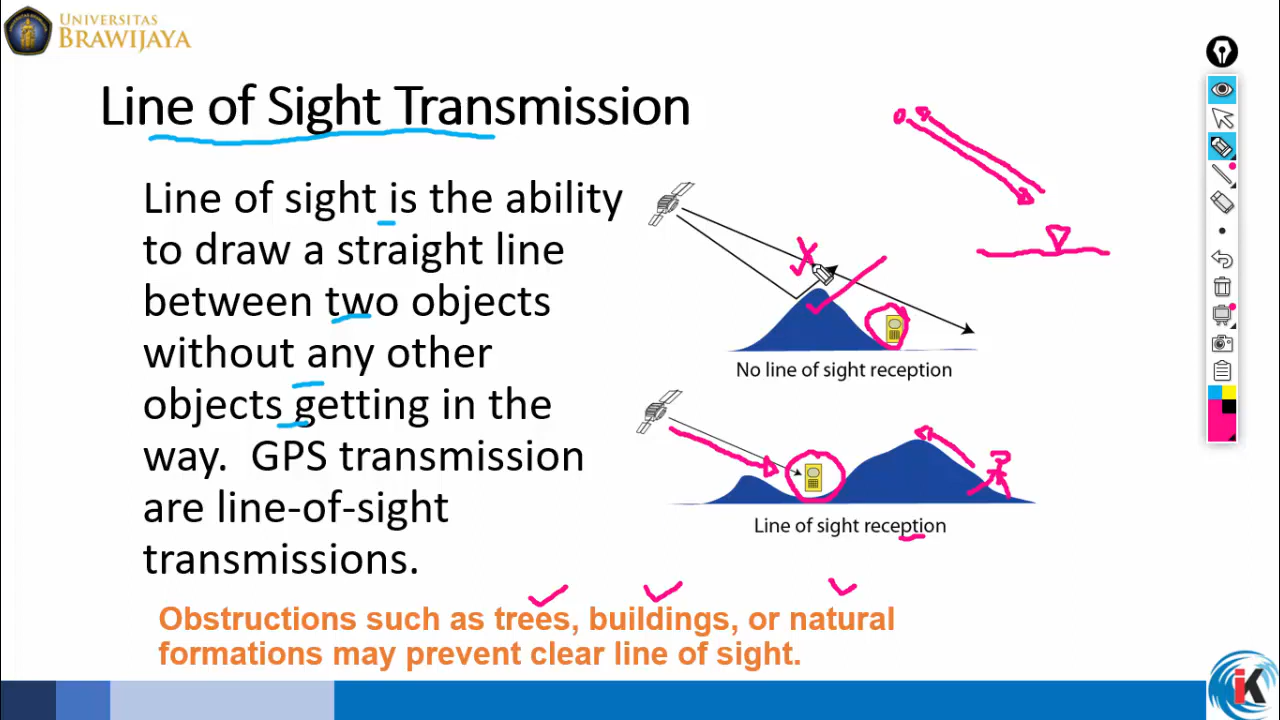 UNIVERSITAS
BRAWIJAYA
Line of Sight Transmission
Line of sight is the ability
to draw a straight line
between two objects
without any other
objects getting in the
way.  GPS transmission
are line-of-sight
transmissions.
No line of sight reception
Line of sight reception
Obstructions such as trees, buildings, or natural
formations may prevent clear line of sight.
iK